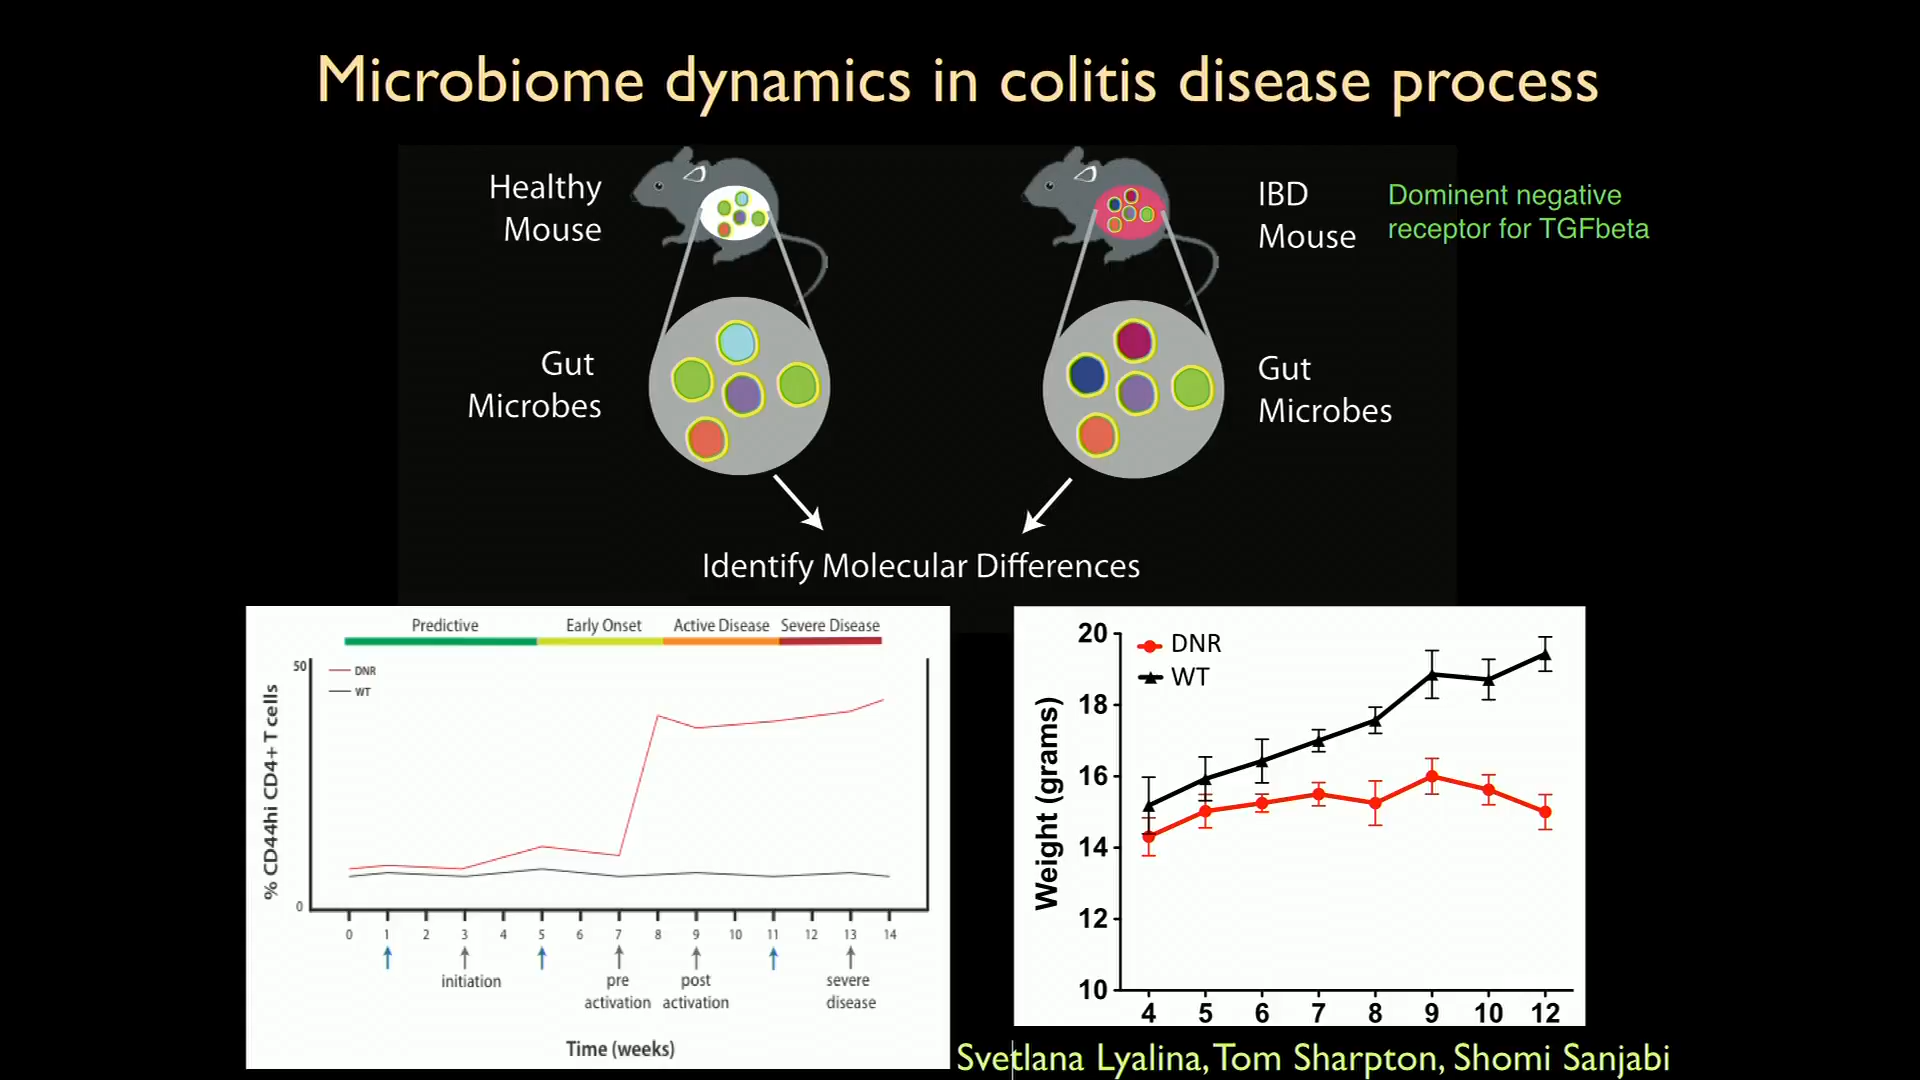 Microbiome dynamics in colitis disease process
Healthy
Mouse
IBD
Mouse
Dominent negative
receptor for TGFbeta
Gut
Microbes
Gut
Microbes
Identify Molecular Differences
Predictive
Early Onset
Active Disease
Severe Disease
50
DNR
WT
% CD44hi CD4+ T cells
0
0 1 2 3 4 5 6 7 8 9 10 11 12 13 14
initiation
pre
activation
post
activation
severe
disease
Time (weeks)
DNR
WT
Weight (grams)
20
18
16
14
12
10
4 5 6 7 8 9 10 12
Svetlana Lyalina, Tom Sharpton, Shomi Sanjabi